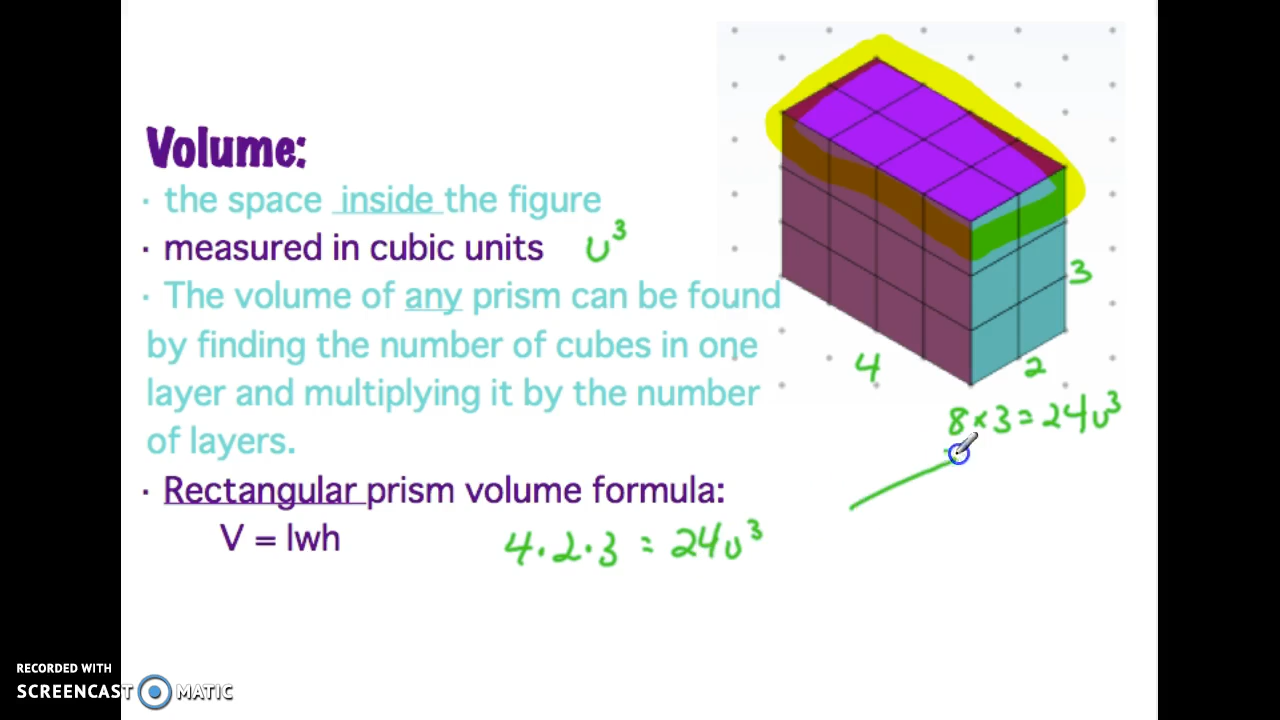 Volume:
· the space inside the figure
· measured in cubic units u³
· The volume of any prism can be found
by finding the number of cubes in one
layer and multiplying it by the number
of layers.
· Rectangular prism volume formula:
V = lwh 4·2·3 = 24u³
3
4 2
8×3=24u³
RECORDED WITH
SCREENCAST MATIC